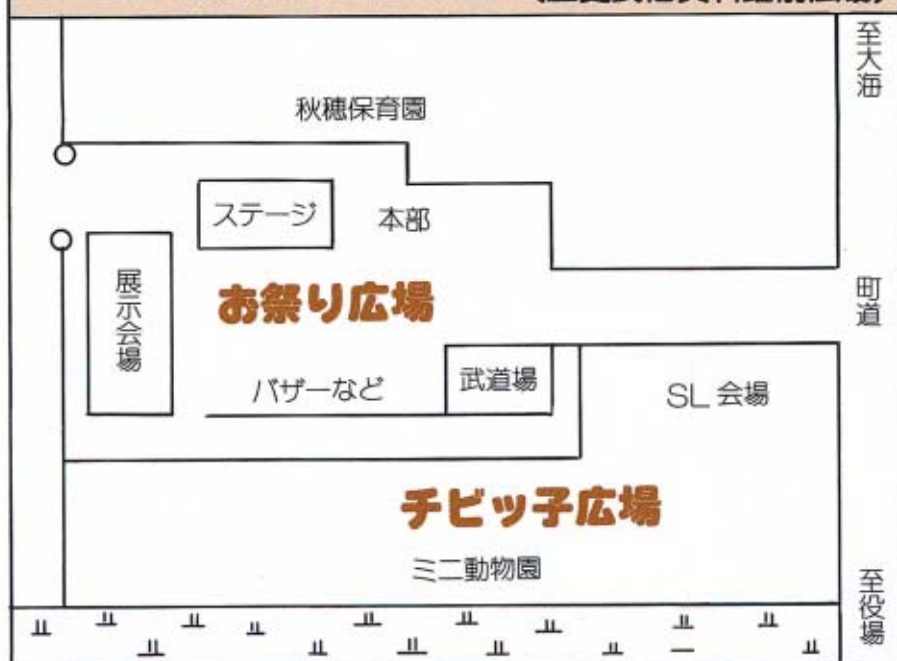 至大海
秋穂保育園
ステージ
本部
展示会場
お祭り広場
町道
バザーなど
武道場
SL会場
チビッ子広場
ミニ動物園
至役場